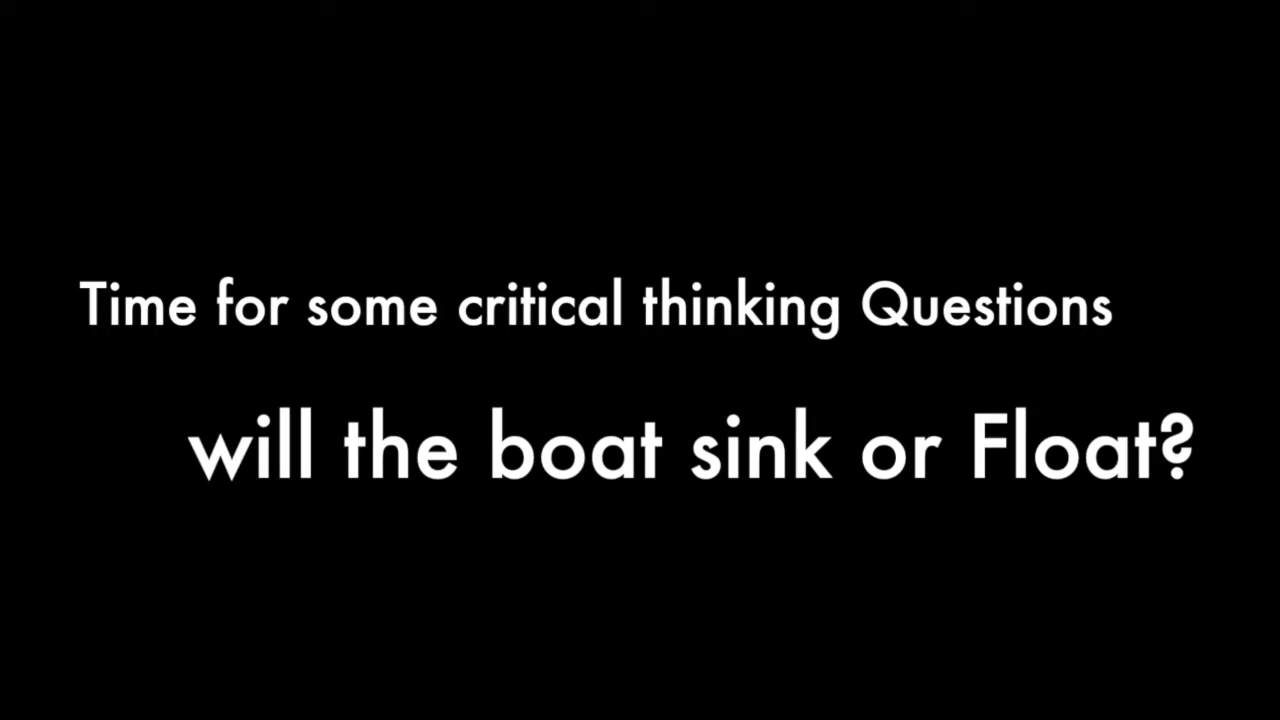 Time for some critical thinking Questions
will the boat sink or Float?